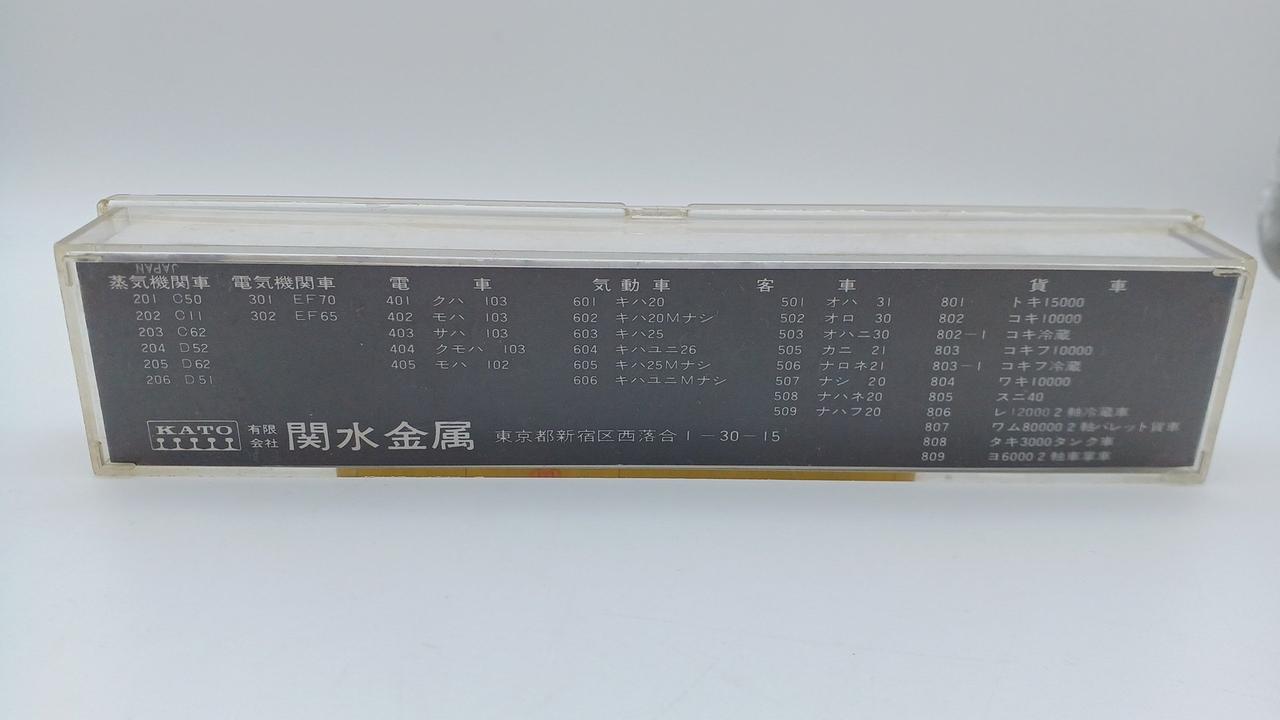 JAPAN
蒸気機関車 電気機関車 電 車 気動車 客 車 貨 車
201 C50 301 EF70 401 クハ 103 601 キハ20 501 オハ 31 801 トキ15000
202 C11 302 EF65 402 モハ 103 602 キハ20Mナシ 502 オロ 30 802 コキ10000
203 C62 403 サハ 103 603 キハ25 503 オハニ30 802-1 コキ冷蔵
204 D52 404 クモハ 103 604 キハユニ26 505 カニ 21 803 コキフ10000
205 D62 405 モハ 102 605 キハ25Mナシ 506 ナロネ21 803-1 コキフ冷蔵
206 D51 606 キハユニMナシ 507 ナシ 20 804 ワキ10000
508 ナハネ20 805 スニ40
509 ナハフ20 806 レ12000 2軸冷蔵車
807 ワム80000 2軸パレット貨車
808 タキ3000タンク車
809 ヨ6000 2軸車掌車
KATO 有限会社 関水金属 東京都新宿区西落合1-30-15